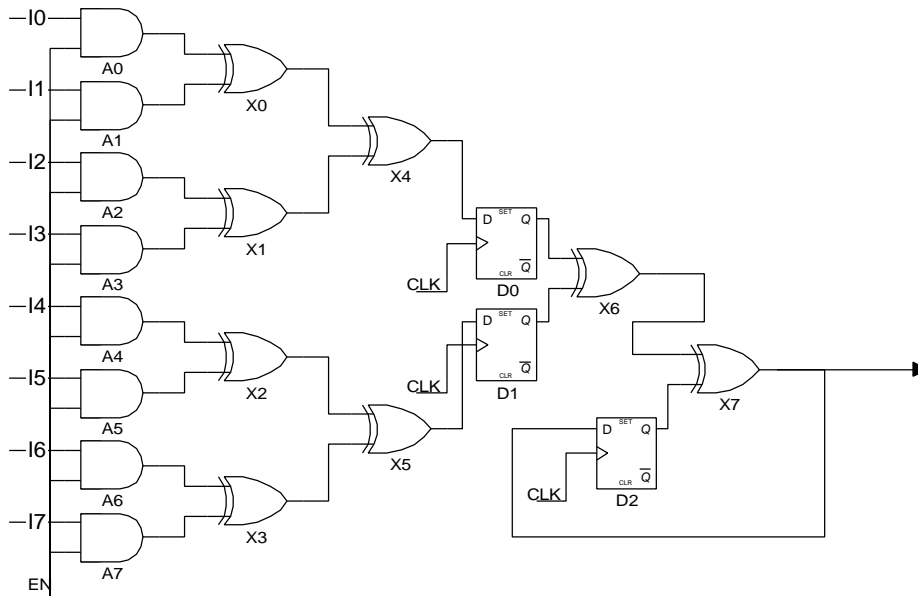 I0
A0
X0
I1
A1
X4
I2
A2
X1
I3
A3
SET
D Q
Q
CLR
CLK
D0
X6
I4
A4
X2
SET
D Q
Q
CLR
CLK
D1
X7
I5
A5
X5
I6
A6
X3
SET
D Q
Q
CLR
CLK
D2
I7
A7
EN